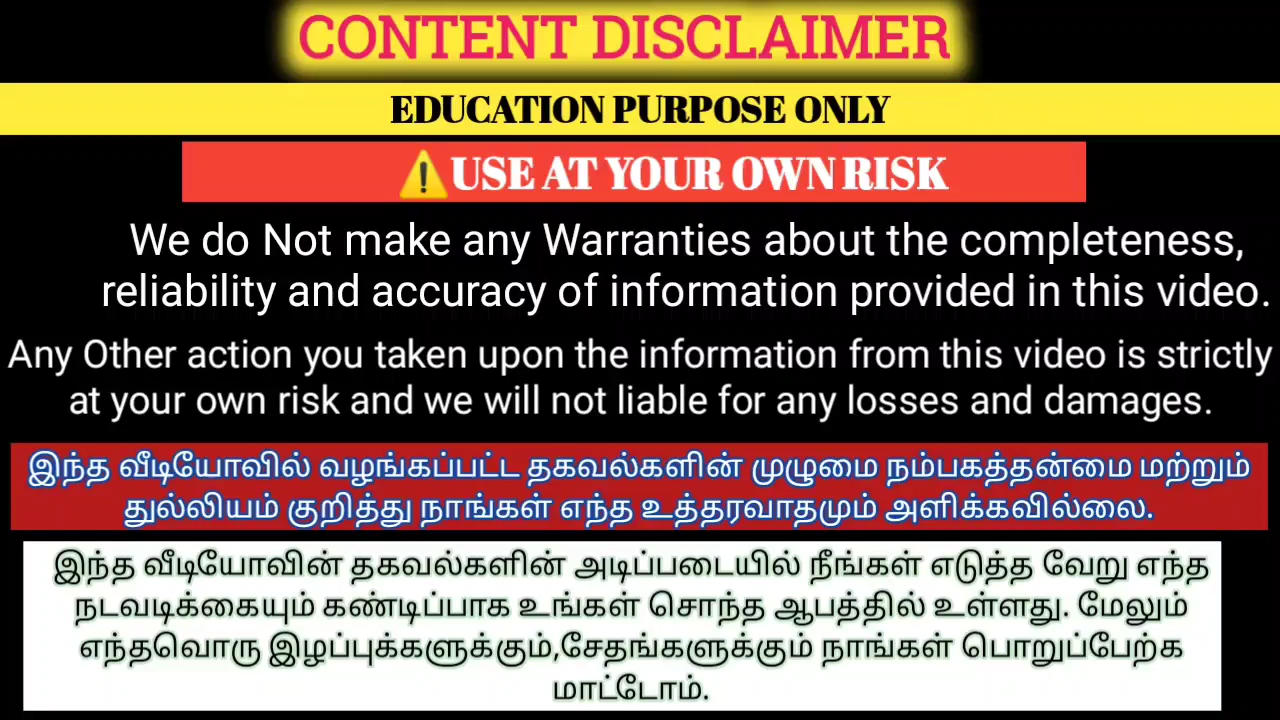 CONTENT DISCLAIMER
EDUCATION PURPOSE ONLY
⚠️USE AT YOUR OWN RISK
We do Not make any Warranties about the completeness,
reliability and accuracy of information provided in this video.
Any Other action you taken upon the information from this video is strictly
at your own risk and we will not liable for any losses and damages.
இந்த வீடியோவில் வழங்கப்பட்ட தகவல்களின் முழுமை நம்பகத்தன்மை மற்றும்
துல்லியம் குறித்து நாங்கள் எந்த உத்தரவாதமும் அளிக்கவில்லை.
இந்த வீடியோவின் தகவல்களின் அடிப்படையில் நீங்கள் எடுத்த வேறு எந்த
நடவடிக்கையும் கண்டிப்பாக உங்கள் சொந்த ஆபத்தில் உள்ளது. மேலும்
எந்தவொரு இழப்புக்களுக்கும்,சேதங்களுக்கும் நாங்கள் பொறுப்பேற்க
மாட்டோம்.